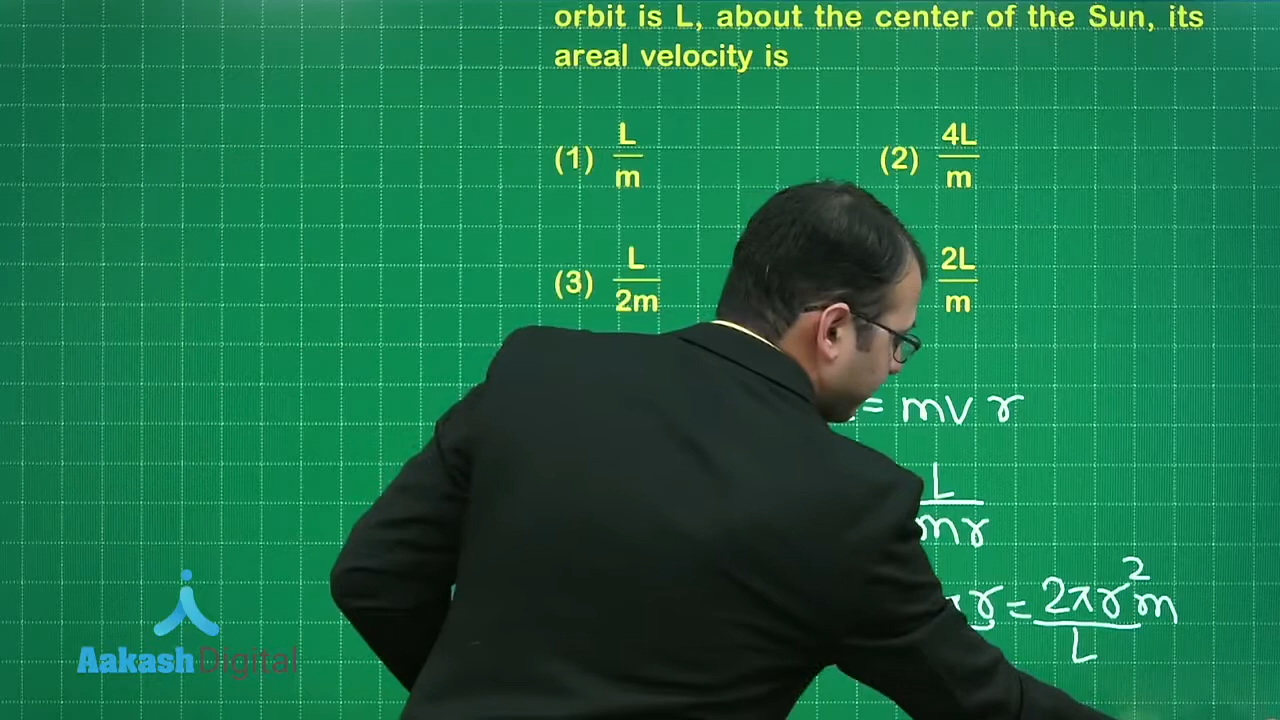 orbit is L, about the center of the Sun, its
areal velocity is
(1) L/m (2) 4L/m
(3) L/2m 2L/m
= mvr
L/mr
r = 2πr²m/L
Aakash Digital